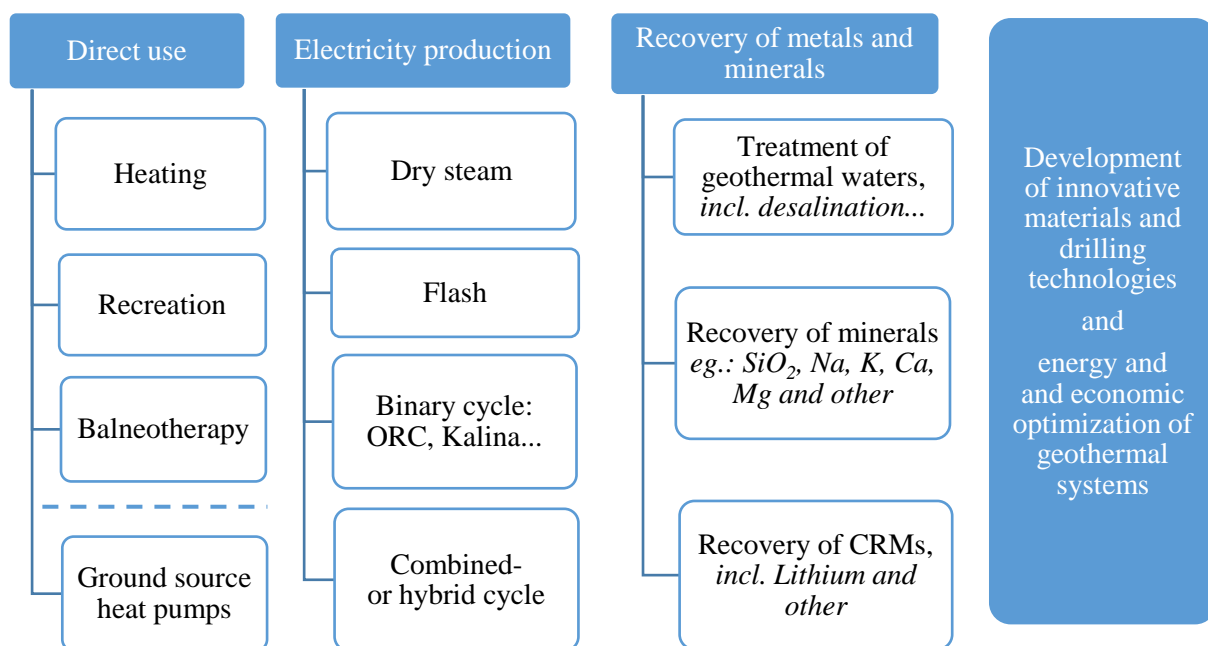 Direct use
Heating
Recreation
Balneotherapy
Ground source
heat pumps
Electricity production
Dry steam
Flash
Binary cycle:
ORC, Kalina...
Combined-
or hybrid cycle
Recovery of metals and
minerals
Treatment of
geothermal waters,
incl. desalination...
Recovery of minerals
eg.: SiO₂, Na, K, Ca,
Mg and other
Recovery of CRMs,
incl. Lithium and
other
Development
of innovative
materials and
drilling
technologies
and
energy and
and economic
optimization of
geothermal
systems